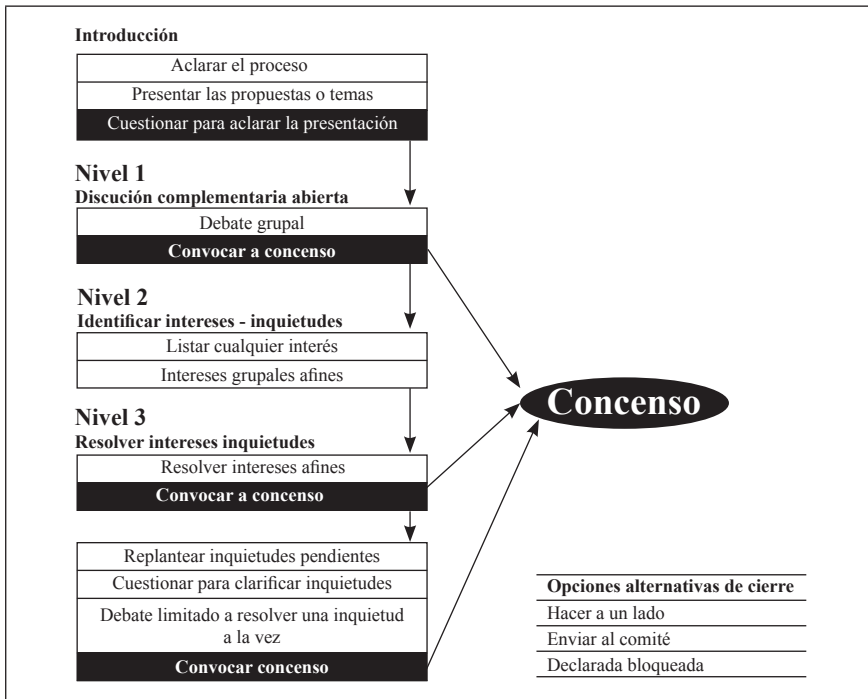 Introducción
Aclarar el proceso
Presentar las propuestas o temas
Cuestionar para aclarar la presentación
Nivel 1
Discución complementaria abierta
Debate grupal
Convocar a concenso
Nivel 2
Identificar intereses - inquietudes
Listar cualquier interés
Intereses grupales afines
Nivel 3
Resolver intereses inquietudes
Resolver intereses afines
Convocar a concenso
Replantear inquietudes pendientes
Cuestionar para clarificar inquietudes
Debate limitado a resolver una inquietud
a la vez
Convocar concenso
Concenso
Opciones alternativas de cierre
Hacer a un lado
Enviar al comité
Declarada bloqueada